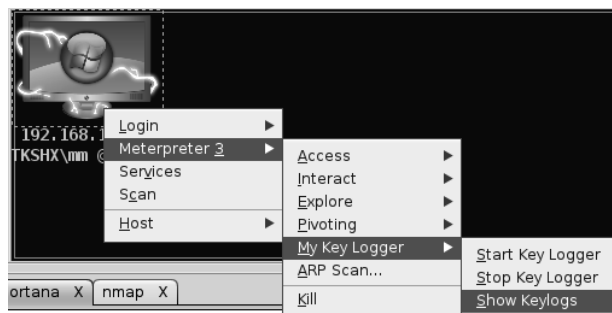 192.168.1
TKSHX\mm @
Login
Meterpreter 3
Services
Scan
Host
Access
Interact
Explore
Pivoting
My Key Logger
ARP Scan...
Kill
Start Key Logger
Stop Key Logger
Show Keylogs
ortana X
nmap X